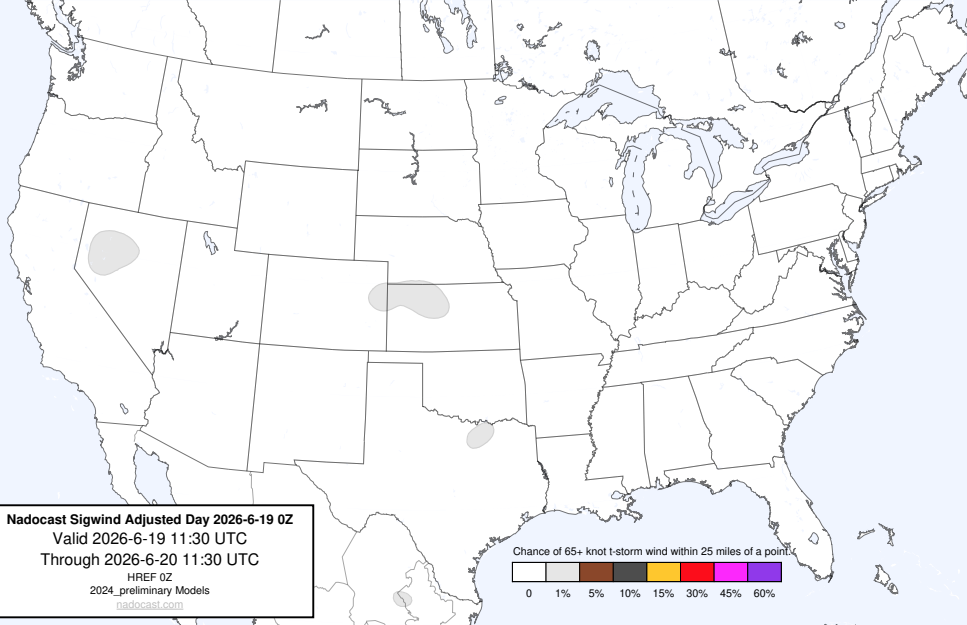 Nadocast Sigwind Adjusted Day 2026-6-19 0Z
Valid 2026-6-19 11:30 UTC
Through 2026-6-20 11:30 UTC
HREF 0Z
2024_preliminary Models
nadocast.com
Chance of 65+ knot t-storm wind within 25 miles of a point.
0 1% 5% 10% 15% 30% 45% 60%